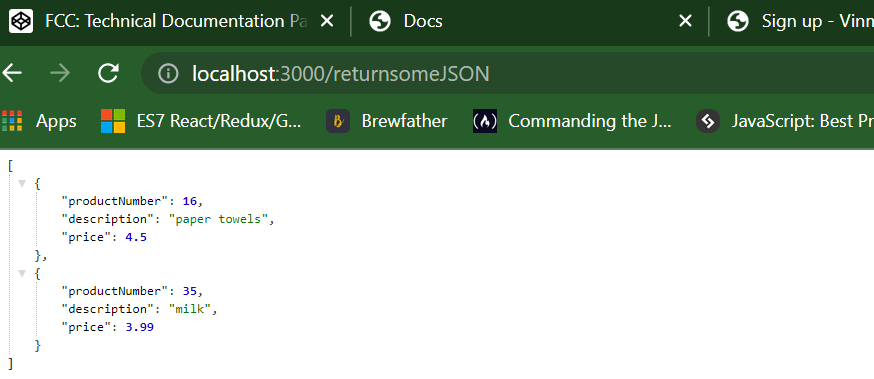 FCC: Technical Documentation Pa
Docs
Sign up - Vinm
localhost:3000/returnsomeJSON
Apps
ES7 React/Redux/G...
Brewfather
Commanding the J...
JavaScript: Best Pr
[
{
"productNumber": 16,
"description": "paper towels",
"price": 4.5
},
{
"productNumber": 35,
"description": "milk",
"price": 3.99
}
]